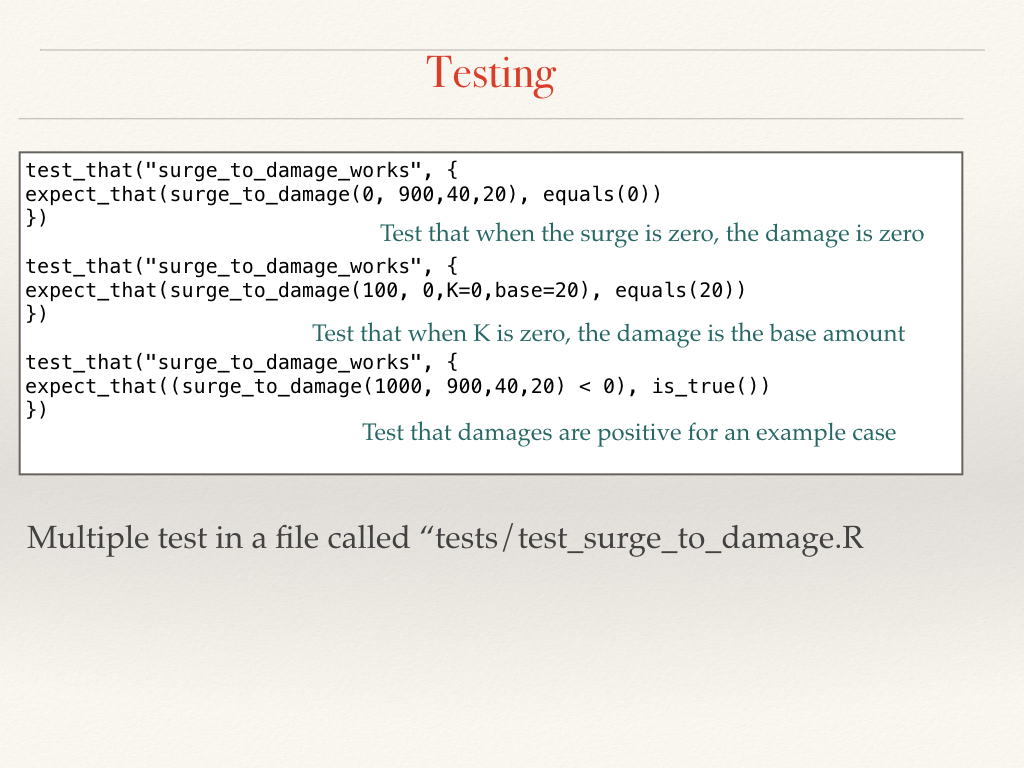 Testing
test_that("surge_to_damage_works", {
expect_that(surge_to_damage(0, 900,40,20), equals(0))
})
Test that when the surge is zero, the damage is zero
test_that("surge_to_damage_works", {
expect_that(surge_to_damage(100, 0,K=0,base=20), equals(20))
})
Test that when K is zero, the damage is the base amount
test_that("surge_to_damage_works", {
expect_that((surge_to_damage(1000, 900,40,20) < 0), is_true())
})
Test that damages are positive for an example case
Multiple test in a file called “tests/test_surge_to_damage.R